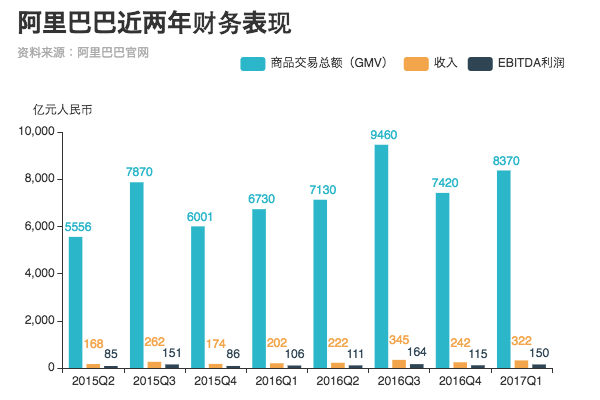 阿里巴巴近两年财务表现
资料来源：阿里巴巴官网
商品交易总额（GMV） 收入 EBITDA利润
亿元人民币
10,000
8,000
6,000
4,000
2,000
0
5556 7870 6001 6730 7130 9460 7420 8370
168 262 174 202 222 345 242 322
85 151 86 106 111 164 115 150
2015Q2 2015Q3 2015Q4 2016Q1 2016Q2 2016Q3 2016Q4 2017Q1